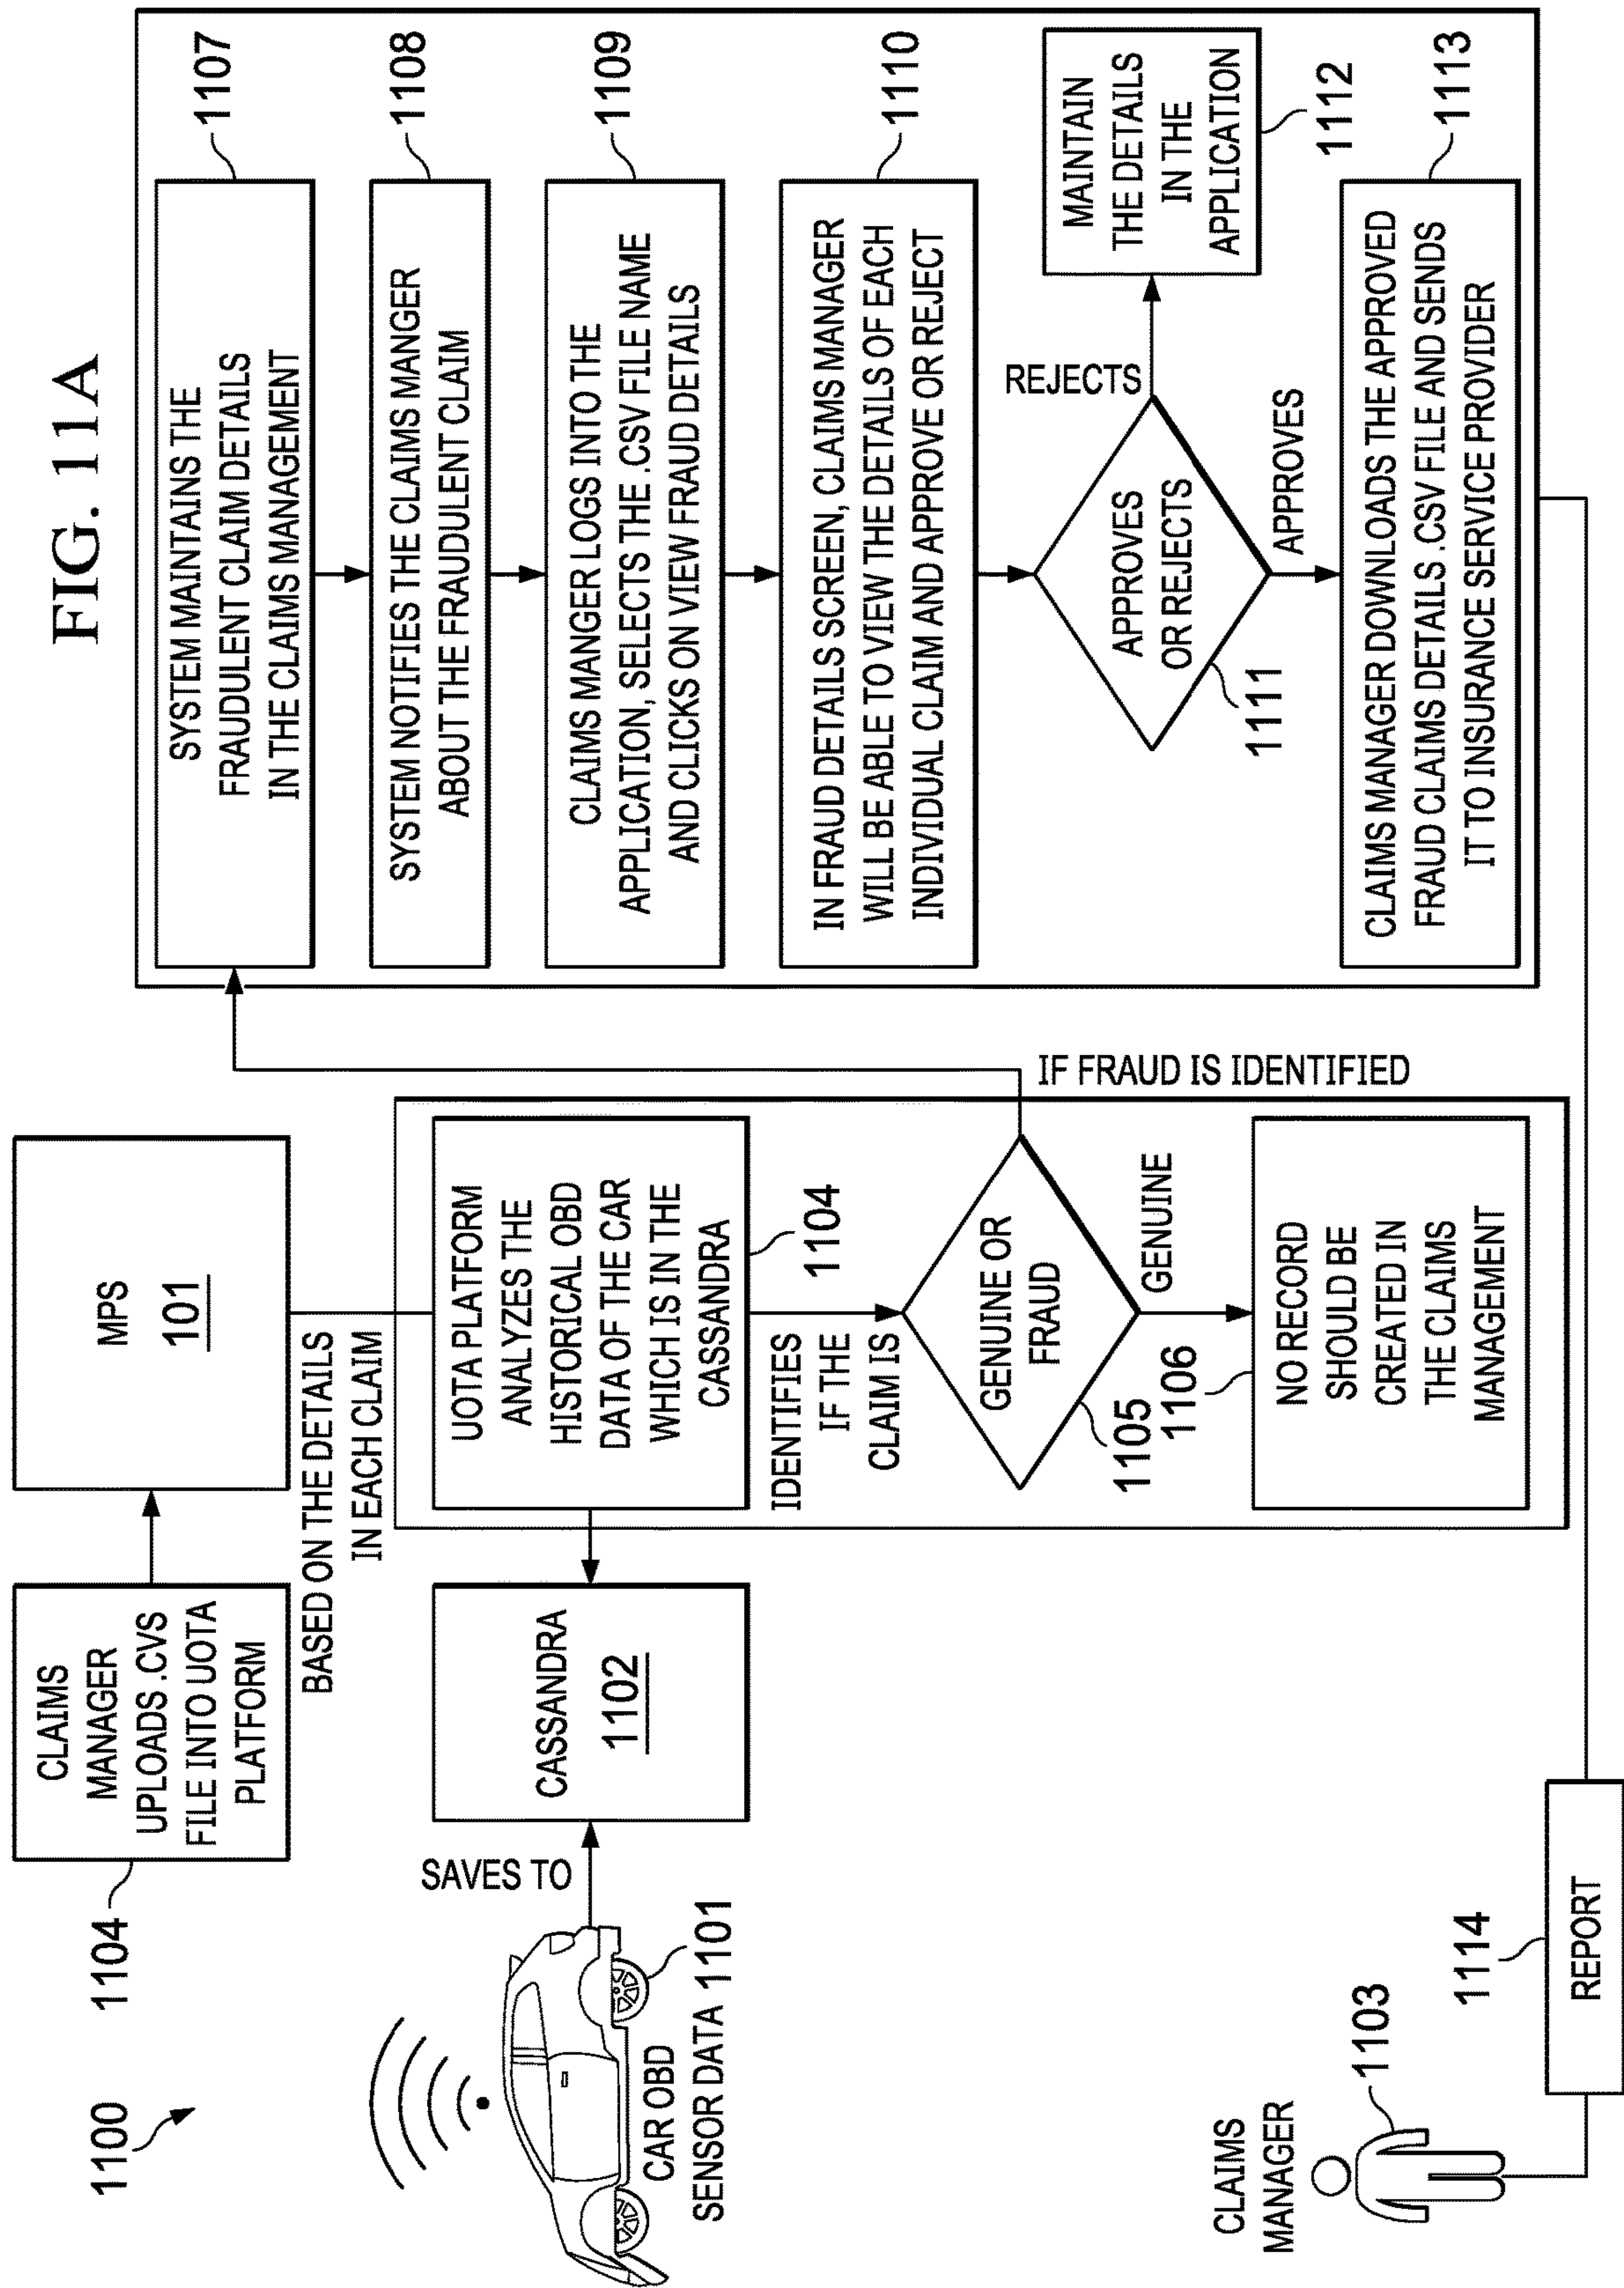 FIG. 11A
1100
CLAIMS
MANAGER
UPLOADS .CVS
FILE INTO UOTA
PLATFORM
1104
MPS
101
BASED ON THE DETAILS
IN EACH CLAIM
SAVES TO
CAR OBD
SENSOR DATA 1101
CASSANDRA
1102
UOTA PLATFORM
ANALYZES THE
HISTORICAL OBD
DATA OF THE CAR
WHICH IS IN THE
CASSANDRA
1104
IDENTIFIES
IF THE
CLAIM IS
GENUINE OR
FRAUD
1105
GENUINE
1106
NO RECORD
SHOULD BE
CREATED IN
THE CLAIMS
MANAGEMENT
IF FRAUD IS IDENTIFIED
SYSTEM MAINTAINS THE
FRAUDULENT CLAIM DETAILS
IN THE CLAIMS MANAGEMENT
1107
SYSTEM NOTIFIES THE CLAIMS MANGER
ABOUT THE FRAUDULENT CLAIM
1108
CLAIMS MANGER LOGS INTO THE
APPLICATION, SELECTS THE .CSV FILE NAME
AND CLICKS ON VIEW FRAUD DETAILS
1109
IN FRAUD DETAILS SCREEN, CLAIMS MANAGER
WILL BE ABLE TO VIEW THE DETAILS OF EACH
INDIVIDUAL CLAIM AND APPROVE OR REJECT
1110
APPROVES
OR REJECTS
1111
REJECTS
MAINTAIN
THE DETAILS
IN THE
APPLICATION
1112
APPROVES
CLAIMS MANAGER DOWNLOADS THE APPROVED
FRAUD CLAIMS DETAILS .CSV FILE AND SENDS
IT TO INSURANCE SERVICE PROVIDER
1113
CLAIMS
MANAGER
1103
1114
REPORT